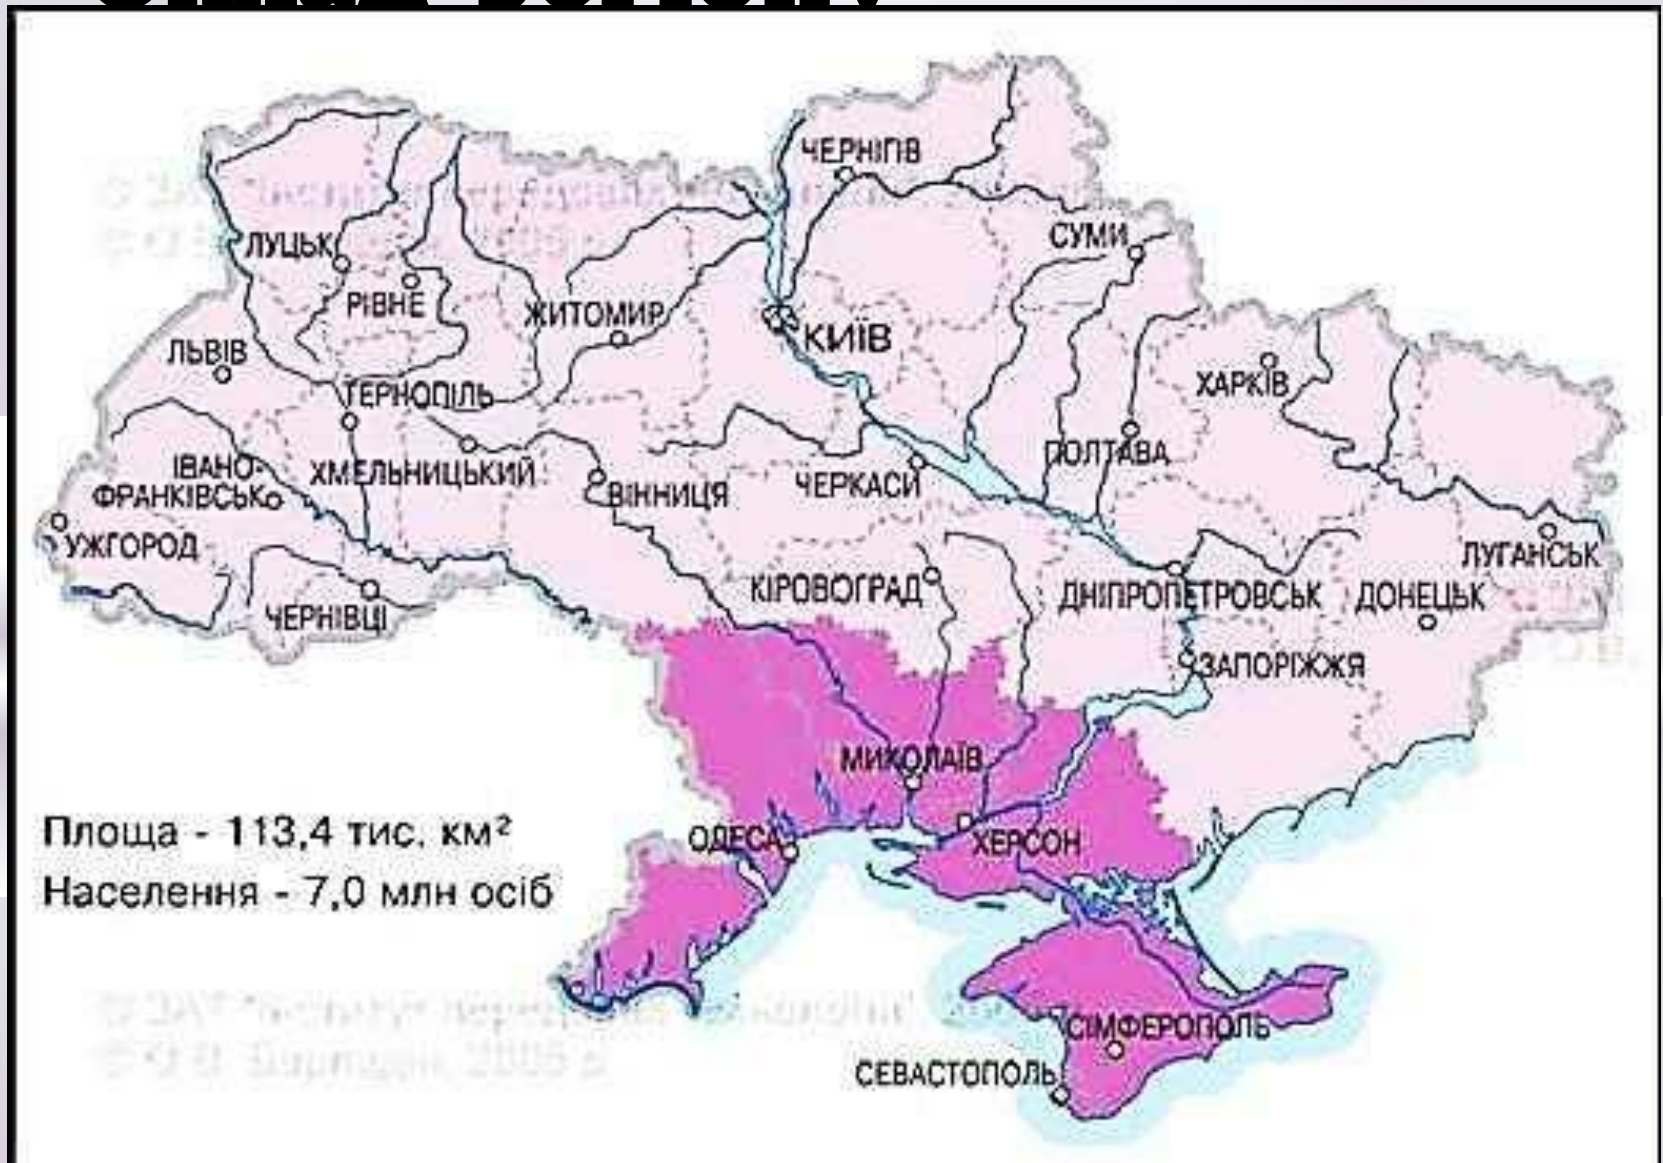 ЧЕРНІГІВ
СУМИ
ЛУЦЬК
РІВНЕ
ЖИТОМИР
КИЇВ
ЛЬВІВ
ХАРКІВ
ТЕРНОПІЛЬ
ПОЛТАВА
ІВАНО-
ФРАНКІВСЬК
ХМЕЛЬНИЦЬКИЙ
ВІННИЦЯ
ЧЕРКАСИ
УЖГОРОД
ЛУГАНСЬК
КІРОВОГРАД
ДНІПРОПЕТРОВСЬК
ДОНЕЦЬК
ЧЕРНІВЦІ
ЗАПОРІЖЖЯ
МИКОЛАЇВ
Площа - 113,4 тис. км²
Населення - 7,0 млн осіб
ОДЕСА
ХЕРСОН
СІМФЕРОПОЛЬ
СЕВАСТОПОЛЬ